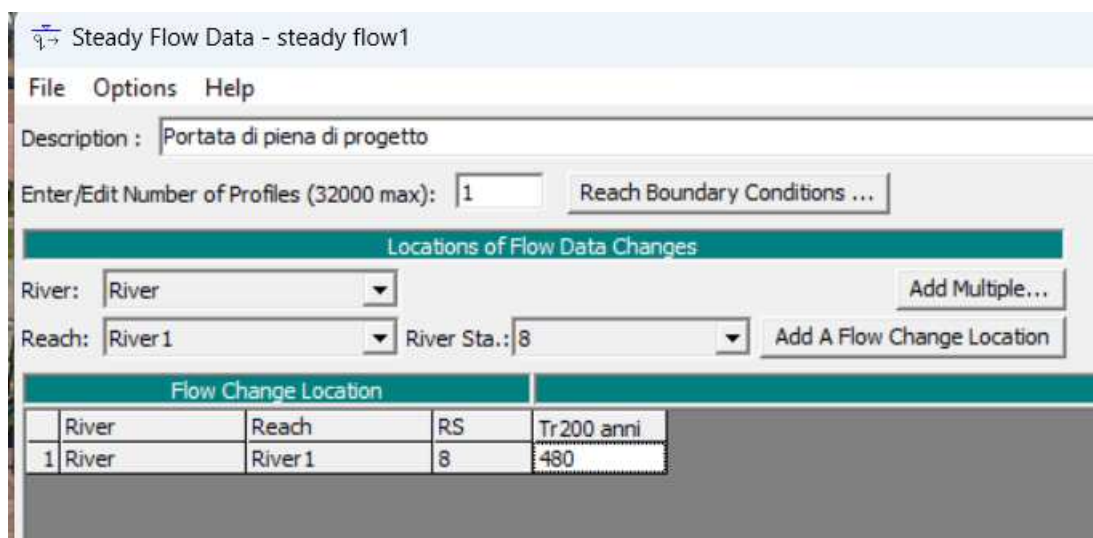 Steady Flow Data - steady flow1
File Options Help
Description : Portata di piena di progetto
Enter/Edit Number of Profiles (32000 max): 1 Reach Boundary Conditions ...
Locations of Flow Data Changes
River: River Add Multiple...
Reach: River1 River Sta.: 8 Add A Flow Change Location
Flow Change Location
River Reach RS Tr200 anni
1 River River1 8 480